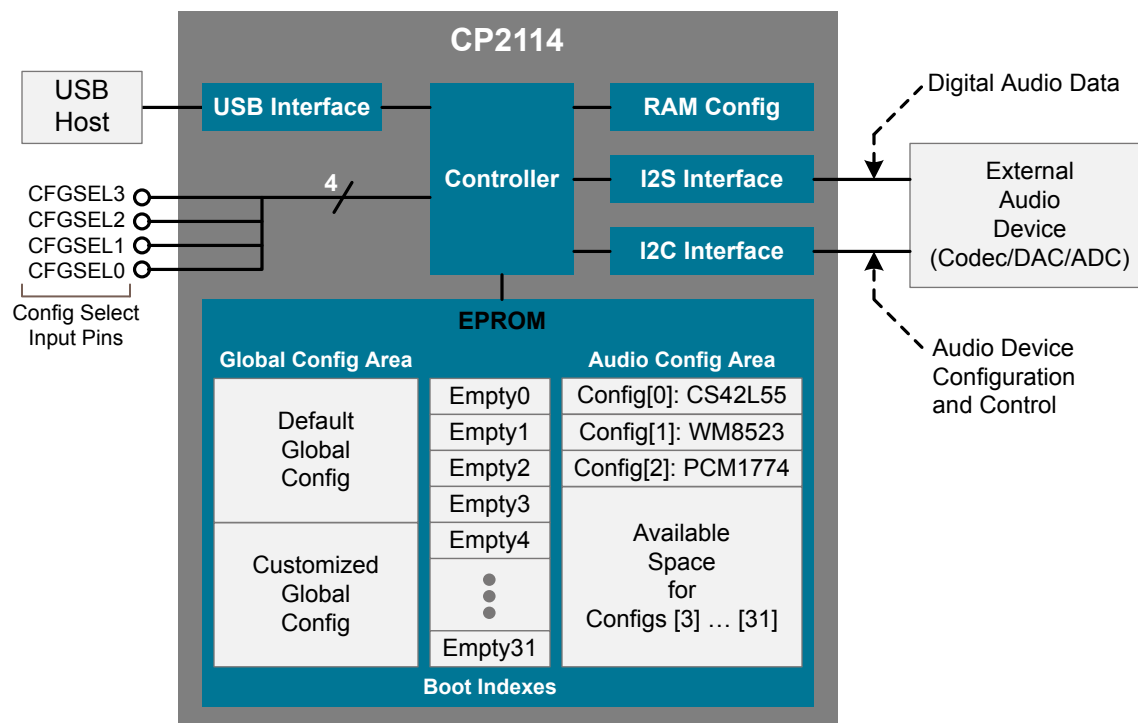 CP2114
USB
Host
USB Interface
Controller
RAM Config
I2S Interface
I2C Interface
Digital Audio Data
External
Audio
Device
(Codec/DAC/ADC)
Audio Device
Configuration
and Control
4
CFGSEL3
CFGSEL2
CFGSEL1
CFGSEL0
Config Select
Input Pins
EPROM
Global Config Area
Default
Global
Config
Customized
Global
Config
Empty0
Empty1
Empty2
Empty3
Empty4
Empty31
Boot Indexes
Audio Config Area
Config[0]: CS42L55
Config[1]: WM8523
Config[2]: PCM1774
Available
Space
for
Configs [3] … [31]